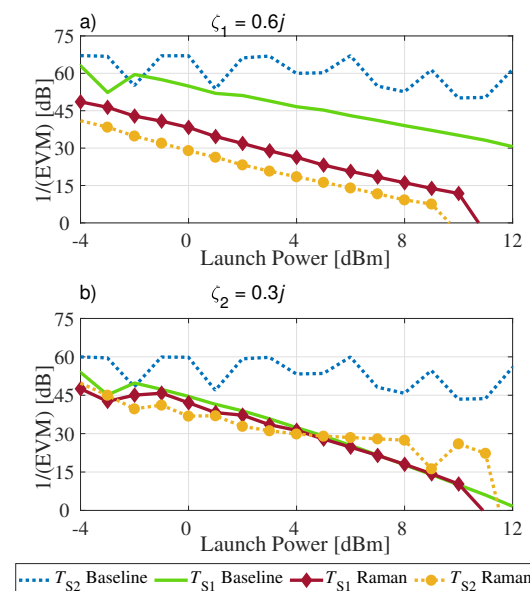 a) ζ1 = 0.6j
75
60
45
30
15
0
1/(EVM) [dB]
-4 0 4 8 12
Launch Power [dBm]
b) ζ2 = 0.3j
75
60
45
30
15
0
1/(EVM) [dB]
-4 0 4 8 12
Launch Power [dBm]
TS2 Baseline TS1 Baseline TS1 Raman TS2 Raman